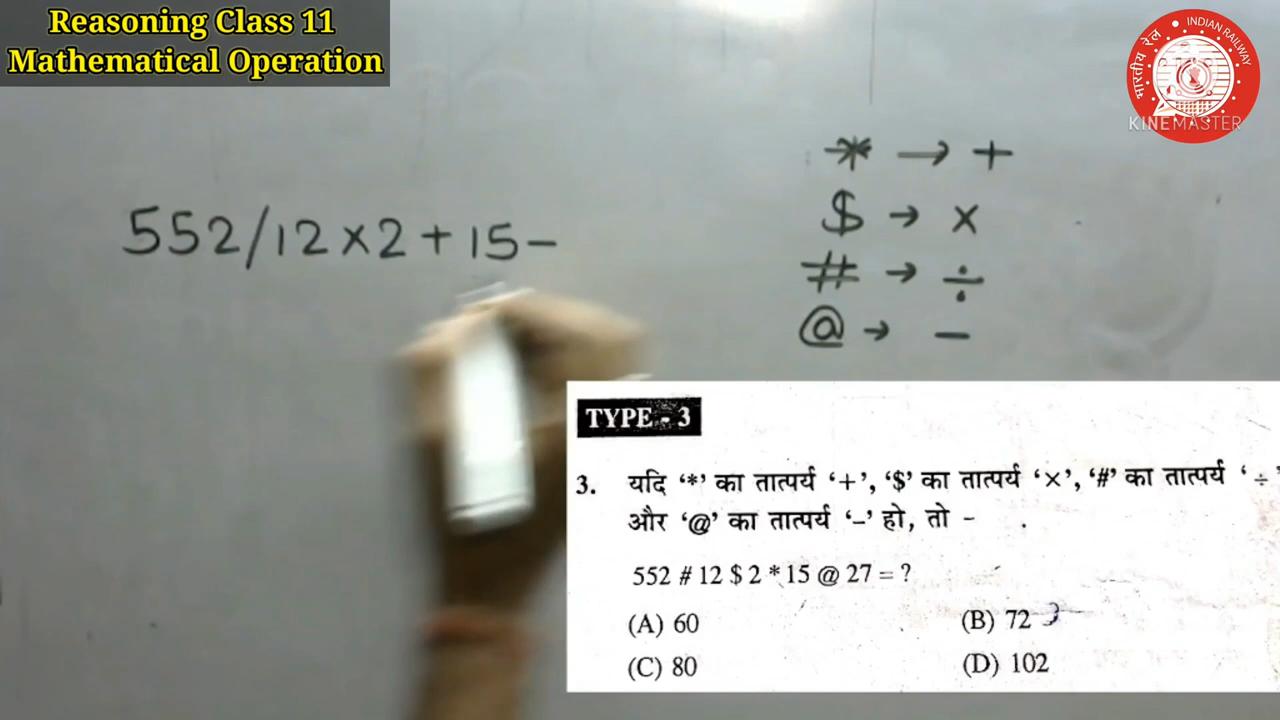 Reasoning Class 11
Mathematical Operation
भारतीय रेल
INDIAN RAILWAY
KINEMASTER
* → +
$ → ×
# → ÷
@ → −
552/12×2+15−
TYPE - 3
3. यदि ‘*’ का तात्पर्य ‘+’, ‘$’ का तात्पर्य ‘×’, ‘#’ का तात्पर्य ‘÷’
और ‘@’ का तात्पर्य ‘–’ हो, तो -
552 # 12 $ 2 * 15 @ 27 = ?
(A) 60 (B) 72
(C) 80 (D) 102